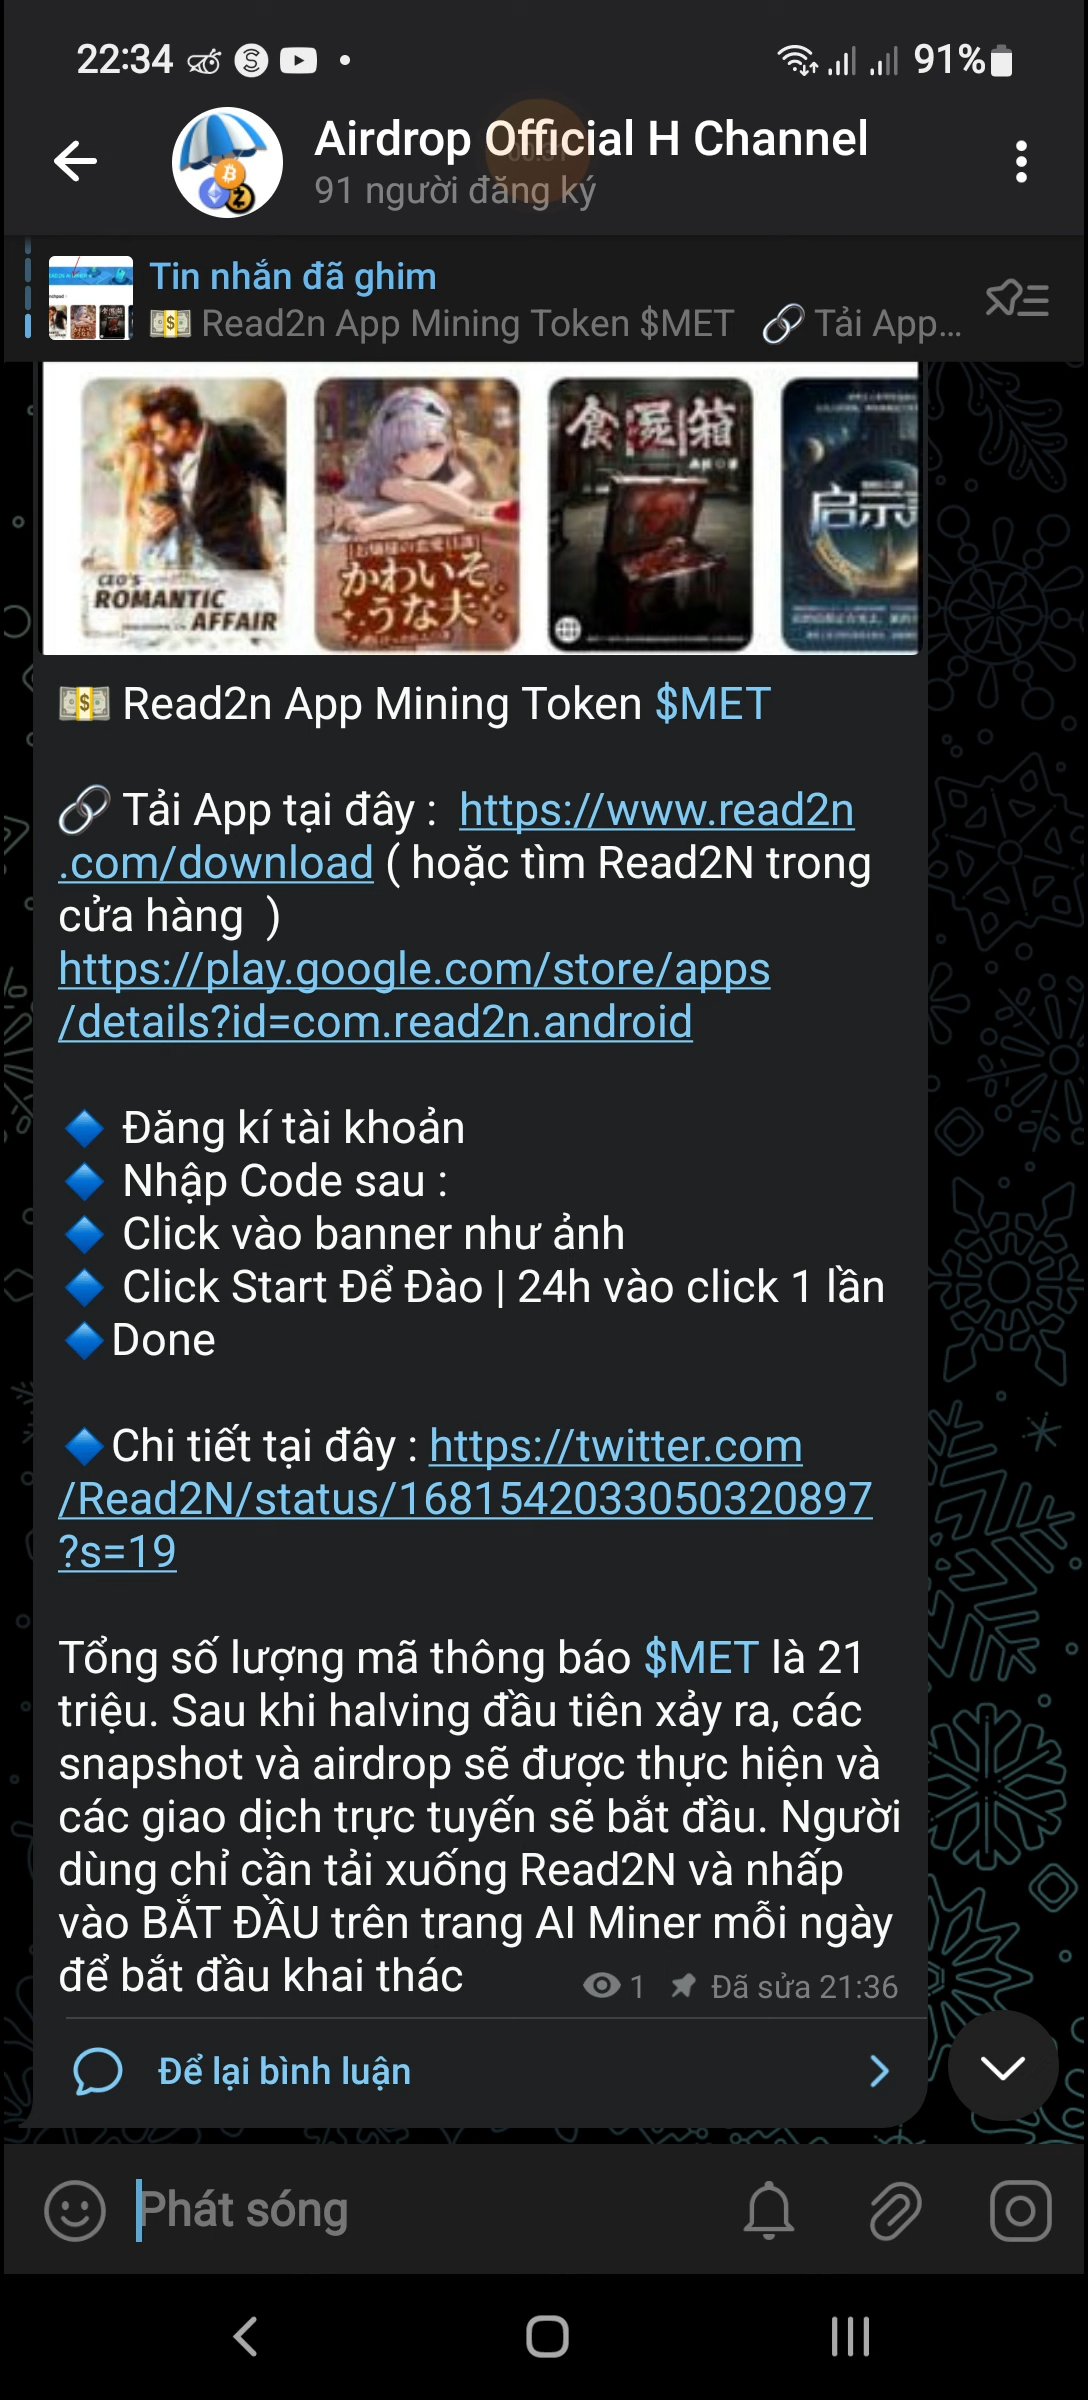 22:34
91%
Airdrop Official H Channel
91 người đăng ký
Tin nhắn đã ghim
💵 Read2n App Mining Token $MET 🔗 Tải App...
CEO'S
ROMANTIC
AFFAIR
かわいそ
うな夫
食屍箱
启示
💵 Read2n App Mining Token $MET
🔗 Tải App tại đây : https://www.read2n
.com/download ( hoặc tìm Read2N trong
cửa hàng )
https://play.google.com/store/apps
/details?id=com.read2n.android
🔷 Đăng kí tài khoản
🔷 Nhập Code sau :
🔷 Click vào banner như ảnh
🔷 Click Start Để Đào | 24h vào click 1 lần
🔷Done
🔷Chi tiết tại đây : https://twitter.com
/Read2N/status/1681542033050320897
?s=19
Tổng số lượng mã thông báo $MET là 21
triệu. Sau khi halving đầu tiên xảy ra, các
snapshot và airdrop sẽ được thực hiện và
các giao dịch trực tuyến sẽ bắt đầu. Người
dùng chỉ cần tải xuống Read2N và nhấp
vào BẮT ĐẦU trên trang AI Miner mỗi ngày
để bắt đầu khai thác
1 Đã sửa 21:36
Để lại bình luận
Phát sóng